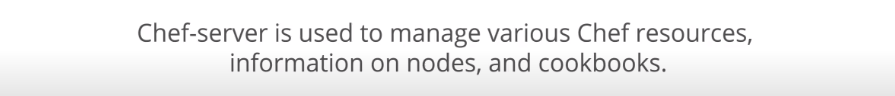 Chef-server is used to manage various Chef resources,
information on nodes, and cookbooks.